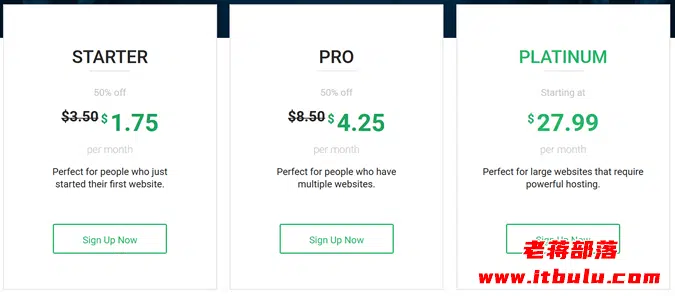 STARTER
50% off
$3.50 $1.75
per month
Perfect for people who just
started their first website.
Sign Up Now
PRO
50% off
$8.50 $4.25
per month
Perfect for people who have
multiple websites.
Sign Up Now
PLATINUM
Starting at
$27.99
per month
Perfect for large websites that require
powerful hosting.
Sign Up Now
老蒋部落
www.itbulu.com